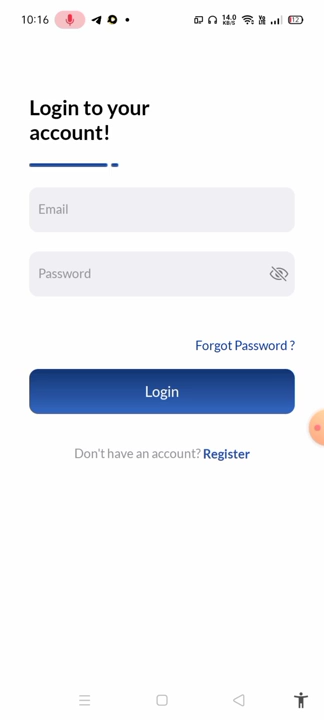 10:16
14.0
KB/S
12
Login to your
account!
Email
Password
Forgot Password ?
Login
Don't have an account? Register